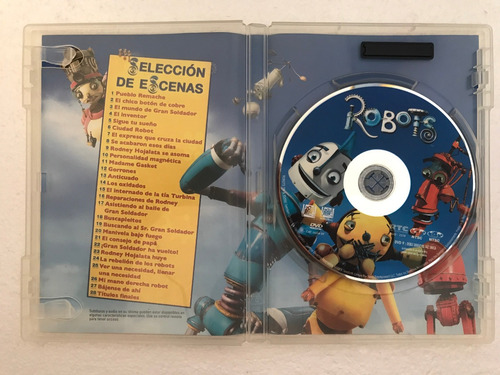 SELECCIÓN
DE ESCENAS
1 Pueblo Remache
2 El chico botón de cobre
3 El mundo de Gran Soldador
4 El inventor
5 Sigue tu sueño
6 Ciudad Robot
7 El expreso que cruza la ciudad
8 Se acabaron esos días
9 Rodney Hojalata se asoma
10 Personalidad magnética
11 Madame Gasket
12 Gorrones
13 Anticuado
14 Los oxidados
15 El internado de la tía Turbina
16 Reparaciones de Rodney
17 Asistiendo al baile de
Gran Soldador
18 Buscapleitos
19 Buscando al Sr. Gran Soldador
20 Menivela bajo fuego
21 El consejo de papá
22 ¡Gran Soldador ha vuelto!
23 Rodney Hojalata huye
24 La rebelión de los robots
25 Ver una necesidad, llenar
una necesidad
26 Mi mano derecha robot
27 Bájense de ahí
28 Títulos finales
ROBOTS
DVD
NTSC